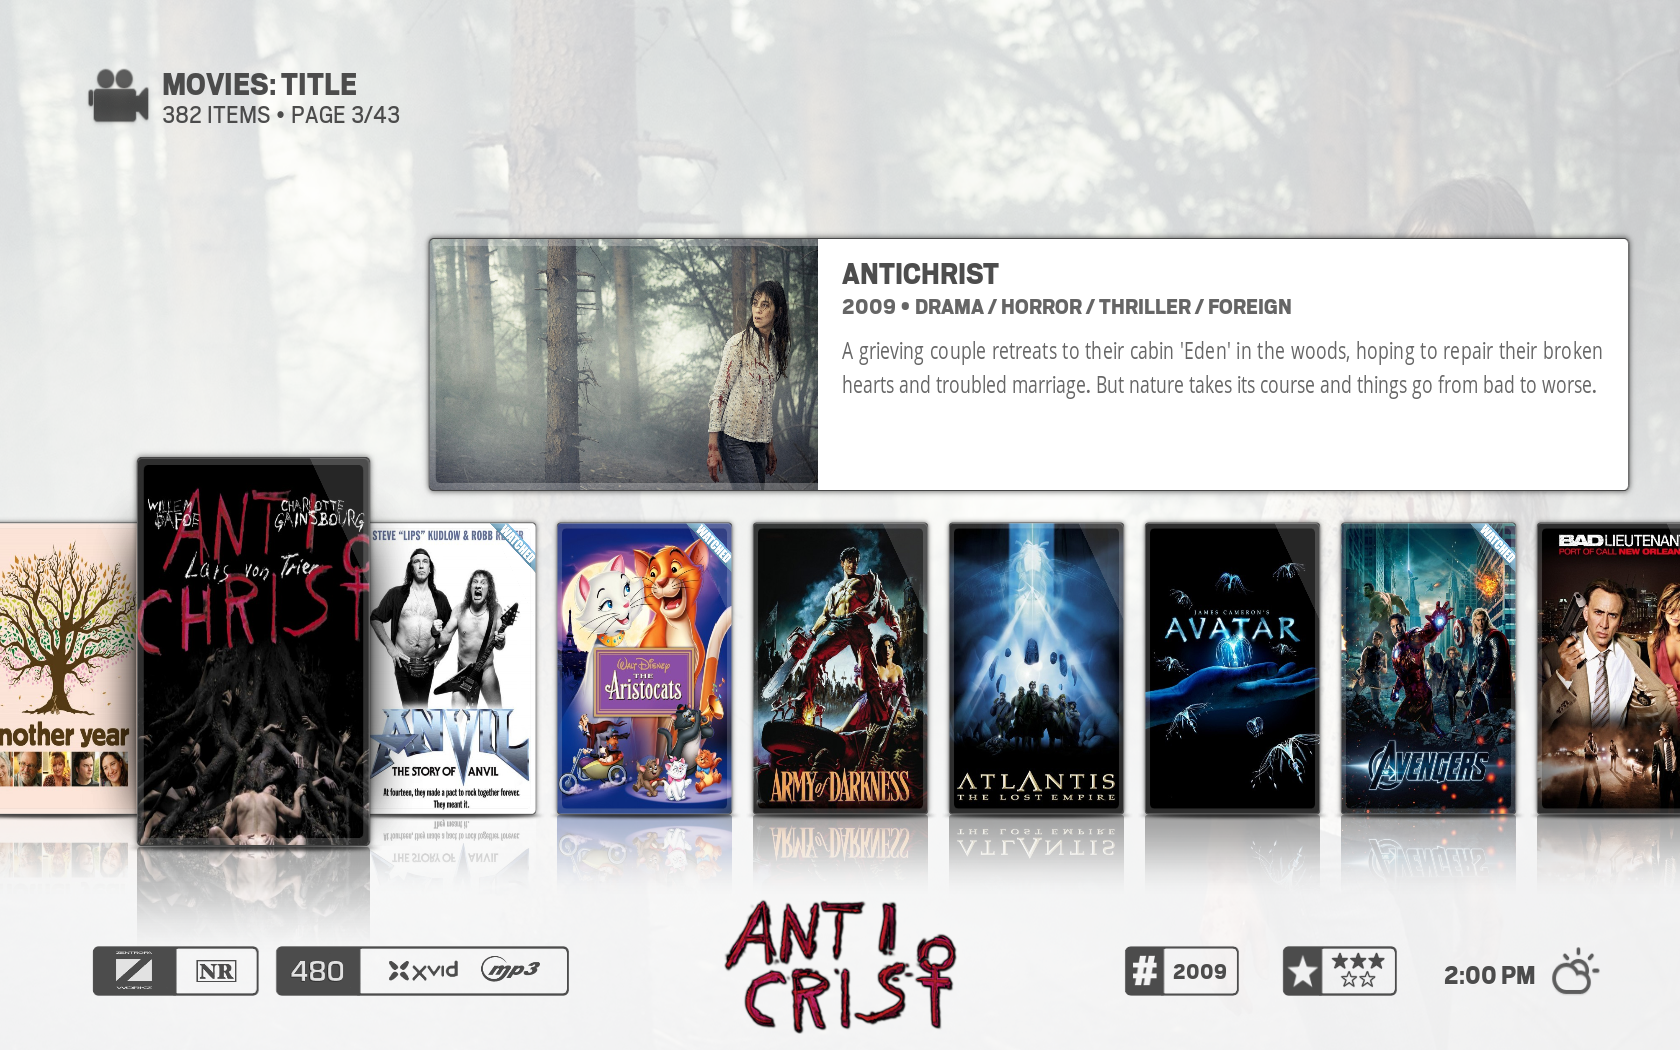 MOVIES: TITLE
382 ITEMS • PAGE 3/43
ANTICHRIST
2009 • DRAMA / HORROR / THRILLER / FOREIGN
A grieving couple retreats to their cabin 'Eden' in the woods, hoping to repair their broken
hearts and troubled marriage. But nature takes its course and things go from bad to worse.
nother year
WILLEM DAFOE
CHARLOTTE GAINSBOURG
ANTI
Lars von Trier
CHRIST
STEVE "LIPS" KUDLOW & ROBB
WATCHED
ANVIL
THE STORY OF ANVIL
At fourteen, they made a pact to rock together forever.
They meant it.
WATCHED
WALT DISNEY
THE
Aristocats
ARMY of DARKNESS
ATLANTIS
THE LOST EMPIRE
JAMES CAMERON'S
AVATAR
WATCHED
AVENGERS
BAD LIEUTENANT
PORT OF CALL NEW ORLEAN
ZENTROPA
WORKZ
NR
480
xvid
mp3
ANTI
CRIST
# 2009
2:00 PM